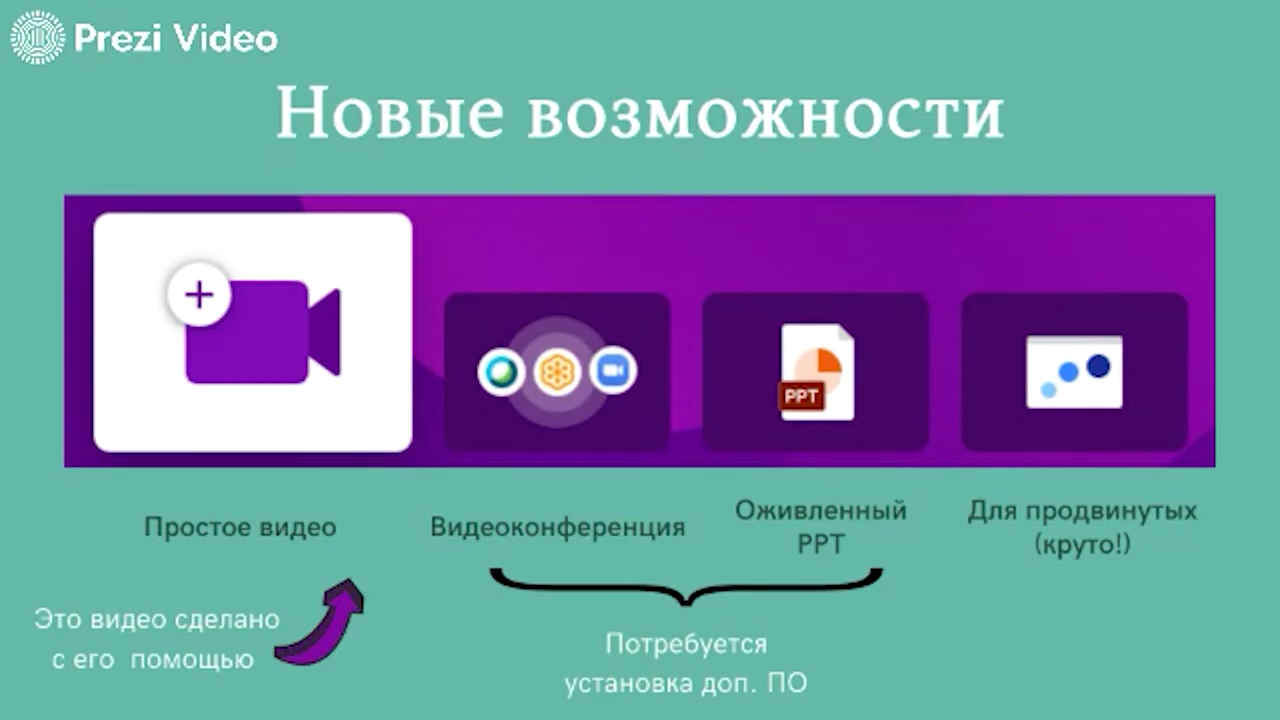 Prezi Video
Новые возможности
PPT
Простое видео
Видеоконференция
Оживленный
PPT
Для продвинутых
(круто!)
Это видео сделано
с его помощью
Потребуется
установка доп. ПО